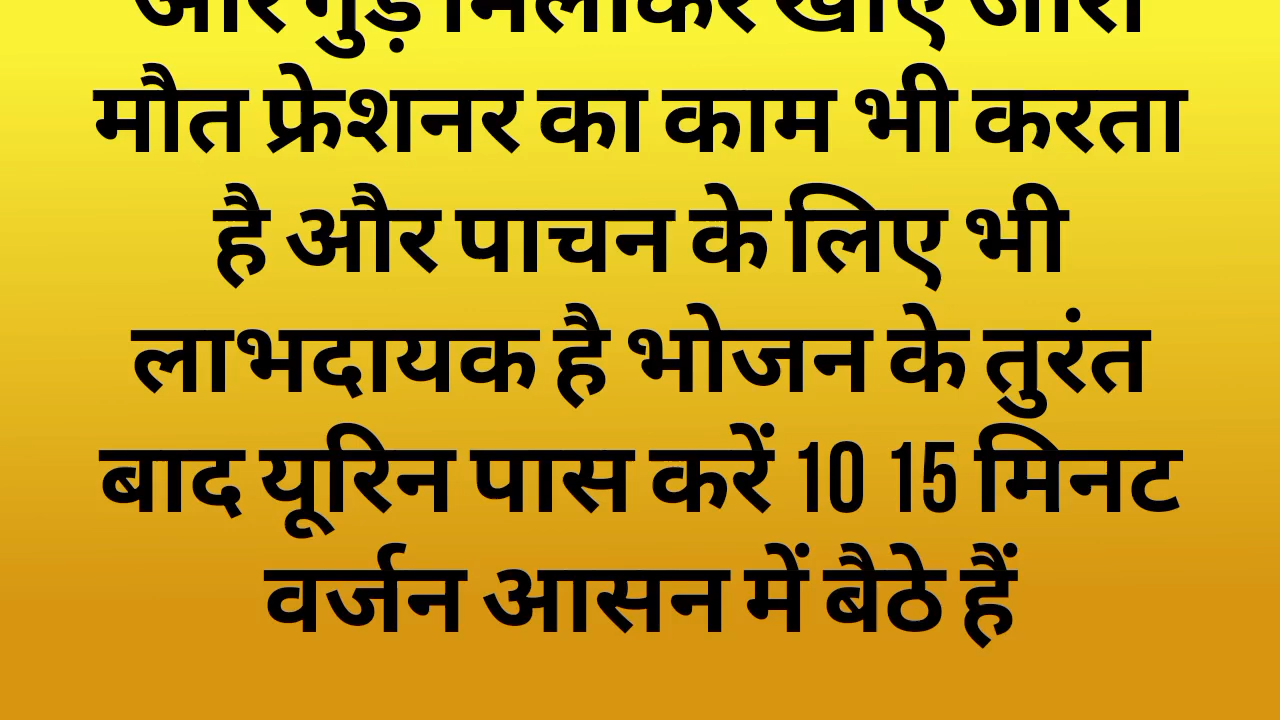 और गुड़ मिलाकर खाएं जीरा
मौत फ्रेशनर का काम भी करता
है और पाचन के लिए भी
लाभदायक है भोजन के तुरंत
बाद यूरिन पास करें 10 15 मिनट
वर्जन आसन में बैठे हैं